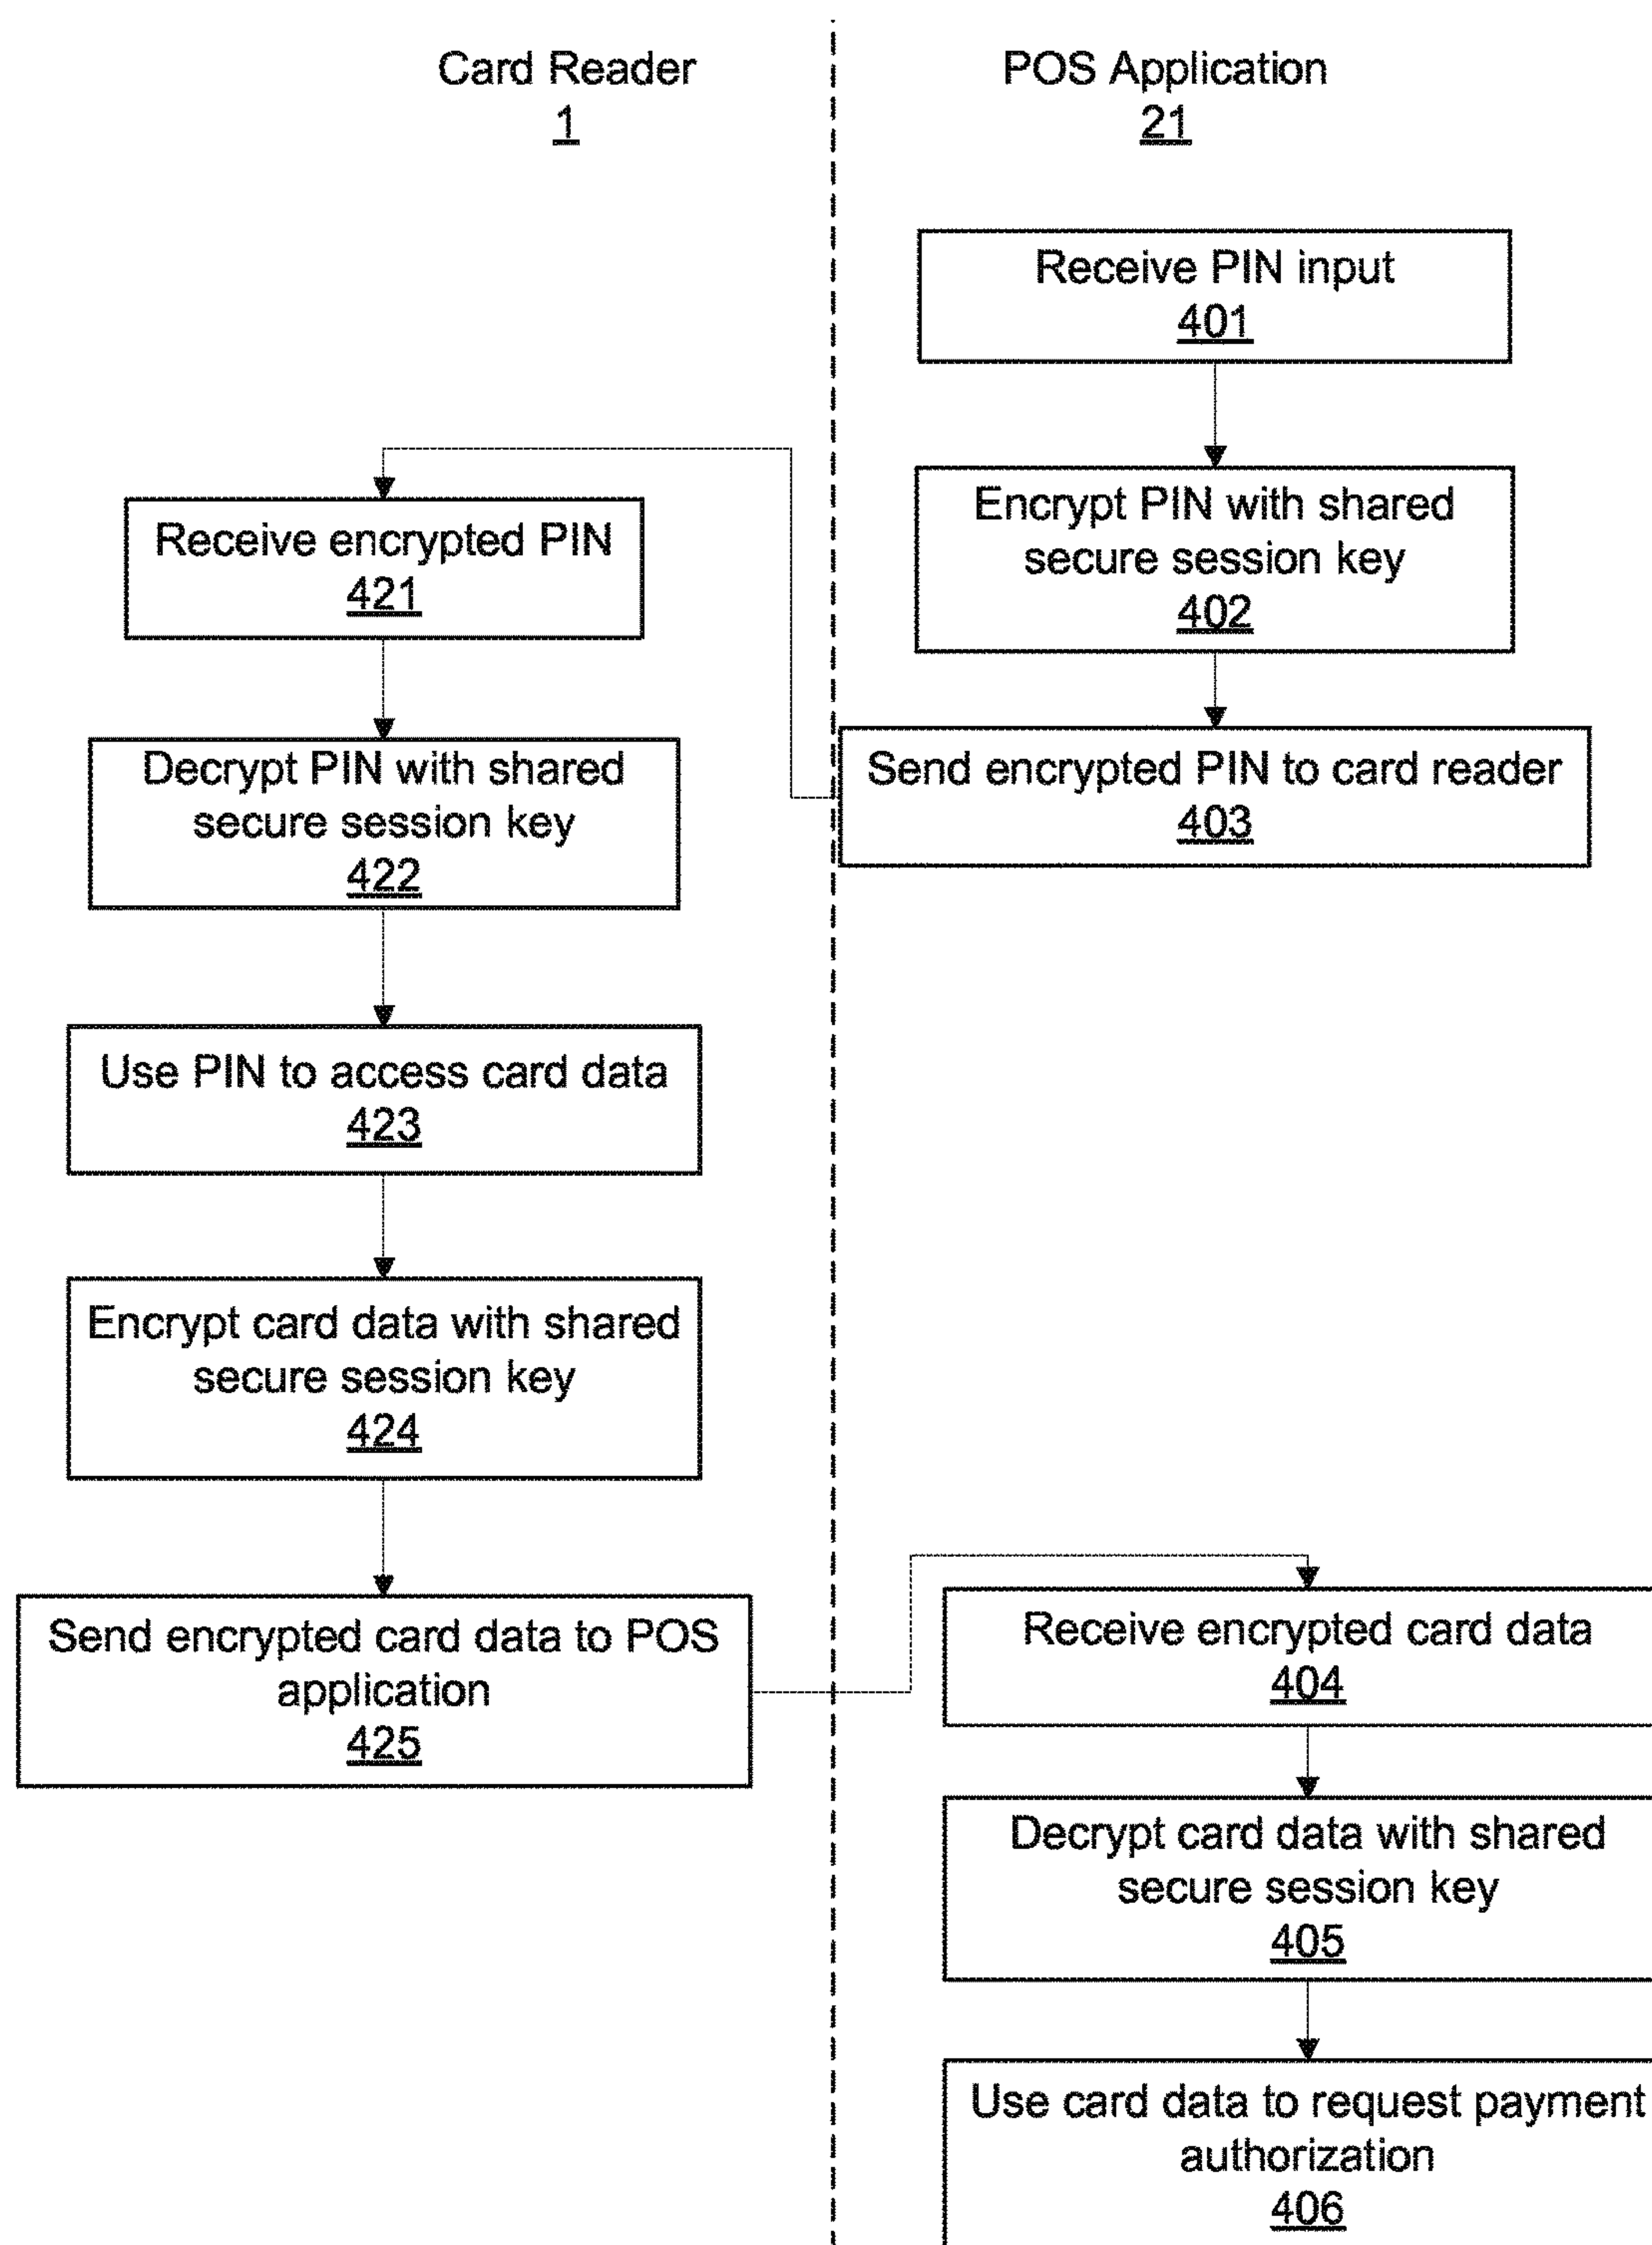 Card Reader
1
POS Application
21
Receive PIN input
401
Encrypt PIN with shared
secure session key
402
Send encrypted PIN to card reader
403
Receive encrypted PIN
421
Decrypt PIN with shared
secure session key
422
Use PIN to access card data
423
Encrypt card data with shared
secure session key
424
Send encrypted card data to POS
application
425
Receive encrypted card data
404
Decrypt card data with shared
secure session key
405
Use card data to request payment
authorization
406